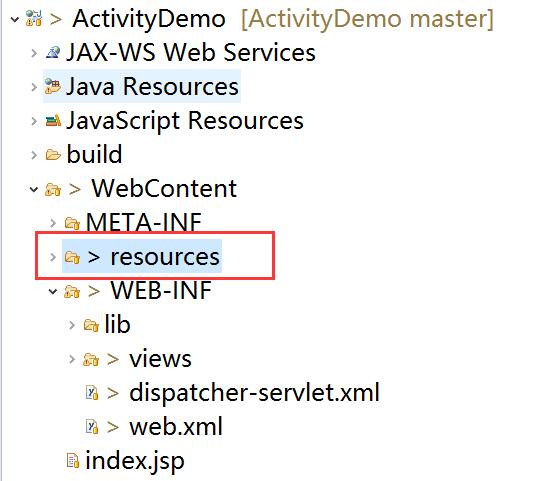 > ActivityDemo [ActivityDemo master]
JAX-WS Web Services
Java Resources
JavaScript Resources
build
> WebContent
META-INF
> resources
> WEB-INF
lib
> views
> dispatcher-servlet.xml
> web.xml
index.jsp